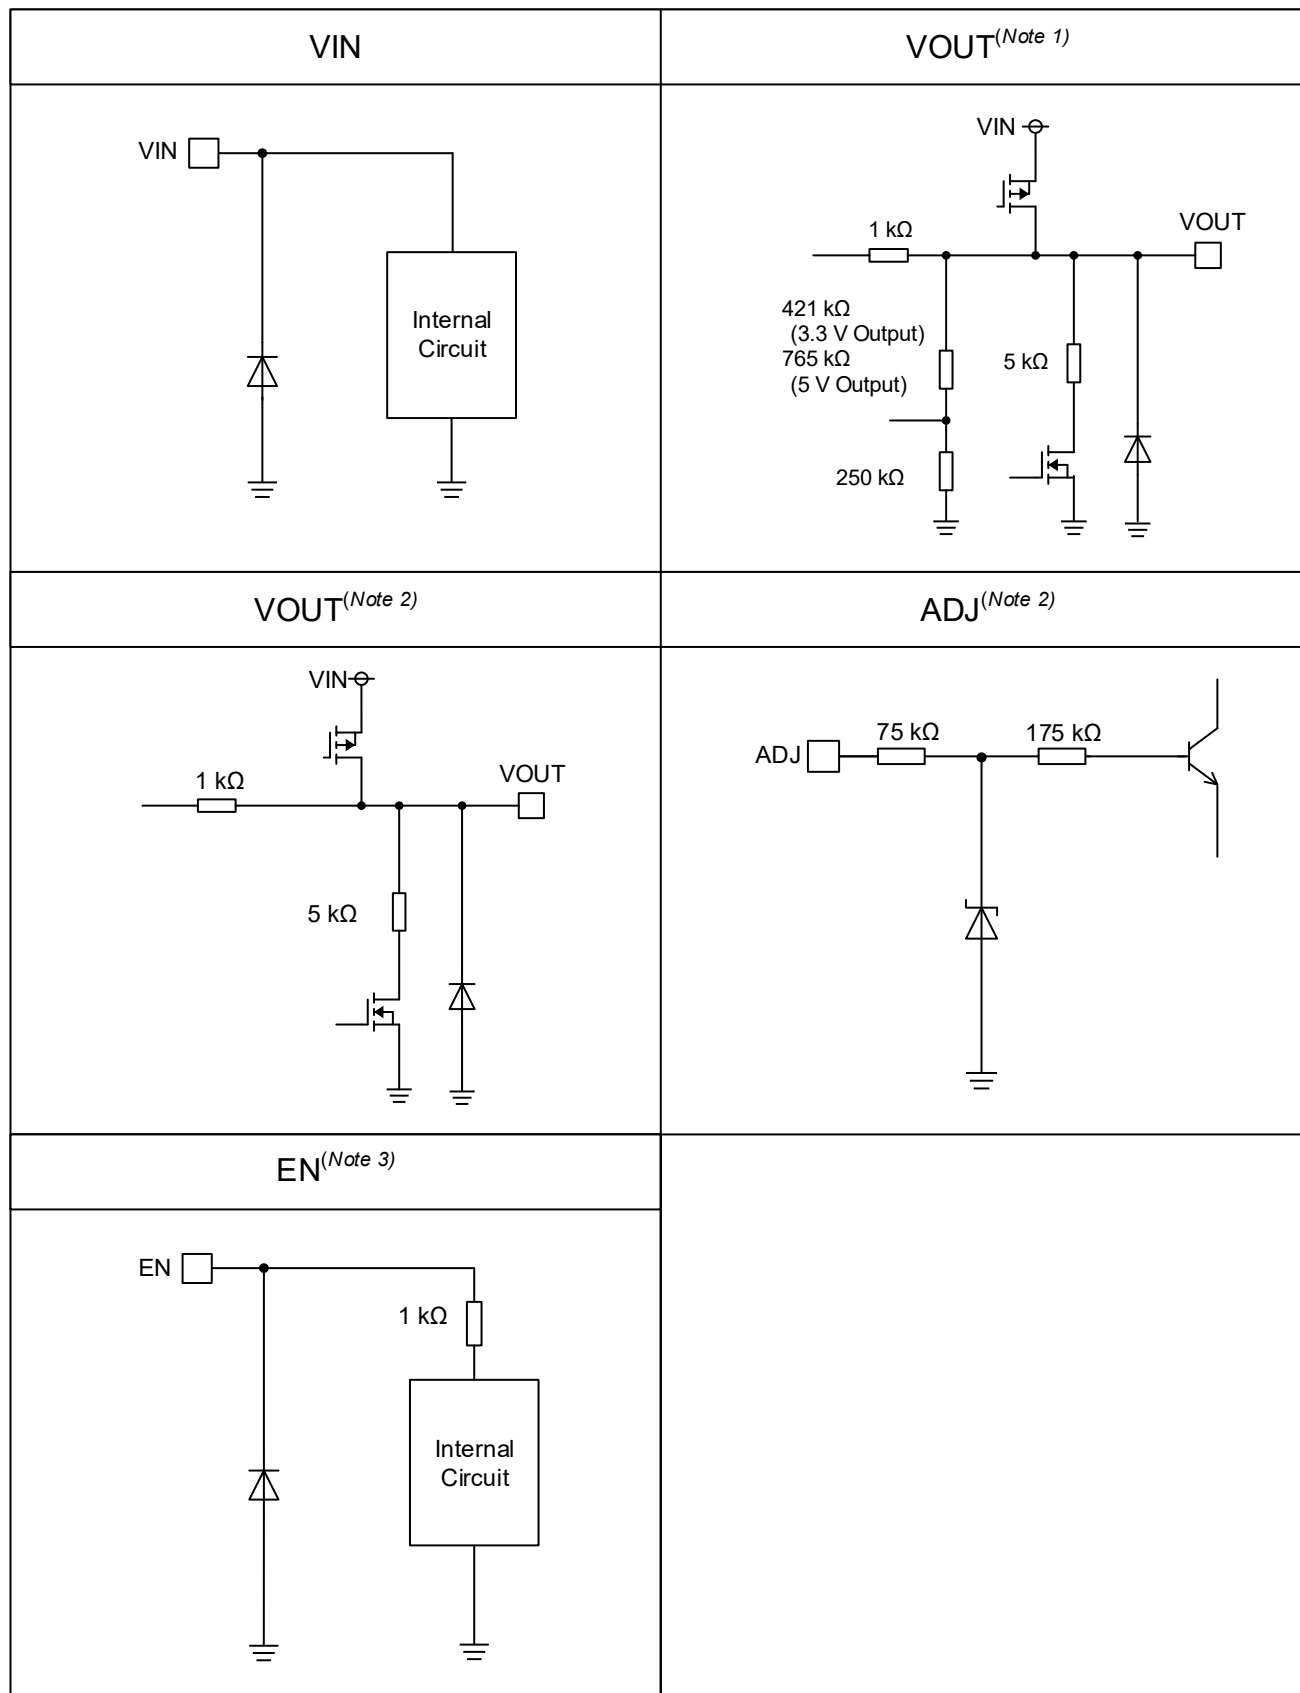 VIN
VOUT(Note 1)
VIN
Internal
Circuit
VIN
VOUT
1 kΩ
421 kΩ
(3.3 V Output)
765 kΩ
(5 V Output)
5 kΩ
250 kΩ
VOUT(Note 2)
ADJ(Note 2)
VIN
VOUT
1 kΩ
5 kΩ
ADJ
75 kΩ
175 kΩ
EN(Note 3)
EN
1 kΩ
Internal
Circuit